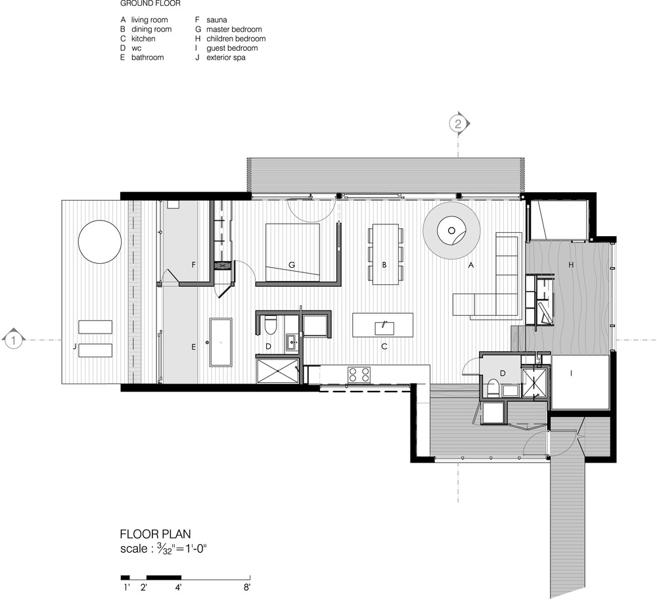 GROUND FLOOR
A living room
B dining room
C kitchen
D wc
E bathroom
F sauna
G master bedroom
H children bedroom
I guest bedroom
J exterior spa
2
F
G
B
A
H
1
J
E
D
C
D
I
1
FLOOR PLAN
scale : 3/32"=1'-0"
1' 2' 4' 8'